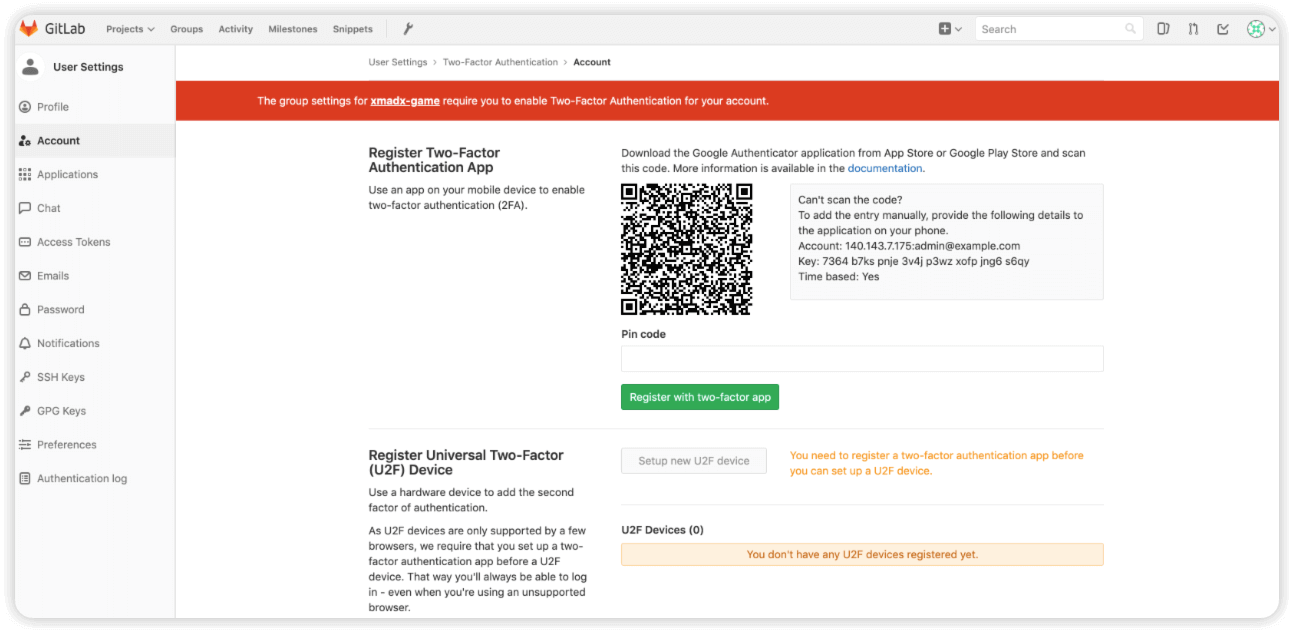 GitLab Projects Groups Activity Milestones Snippets Search
User Settings
User Settings › Two-Factor Authentication › Account
The group settings for xmadx-game require you to enable Two-Factor Authentication for your account.
Profile
Account
Applications
Chat
Access Tokens
Emails
Password
Notifications
SSH Keys
GPG Keys
Preferences
Authentication log
Register Two-Factor
Authentication App
Use an app on your mobile device to enable
two-factor authentication (2FA).
Download the Google Authenticator application from App Store or Google Play Store and scan
this code. More information is available in the documentation.
Can't scan the code?
To add the entry manually, provide the following details to
the application on your phone.
Account: 140.143.7.175:admin@example.com
Key: 7364 b7ks pnje 3v4j p3wz xofp jng6 s6qy
Time based: Yes
Pin code
Register with two-factor app
Register Universal Two-Factor
(U2F) Device
Use a hardware device to add the second
factor of authentication.
As U2F devices are only supported by a few
browsers, we require that you set up a two-
factor authentication app before a U2F
device. That way you'll always be able to log
in - even when you're using an unsupported
browser.
Setup new U2F device
You need to register a two-factor authentication app before
you can set up a U2F device.
U2F Devices (0)
You don't have any U2F devices registered yet.